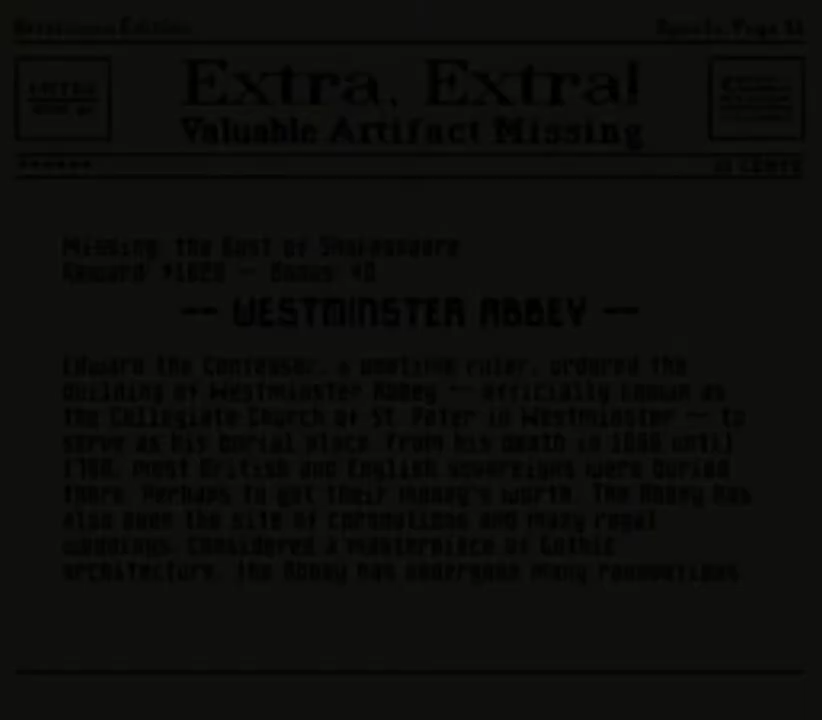 Extra, Extra!
Valuable Artifact Missing
Missing: the Bust of Shakespeare
Reward: - Bonus:
-- WESTMINSTER ABBEY --
Edward the Confessor, a onetime ruler, ordered the
building of Westminster Abbey -- officially known as
the Collegiate Church of St. Peter in Westminster -- to
serve as his burial place. From his death in 1066 until
1760, most British and English sovereigns were buried
there. Perhaps to get their money's worth. The Abbey has
also been the site of coronations and many royal
weddings. Considered a masterpiece of Gothic
architecture, the Abbey has undergone many renovations